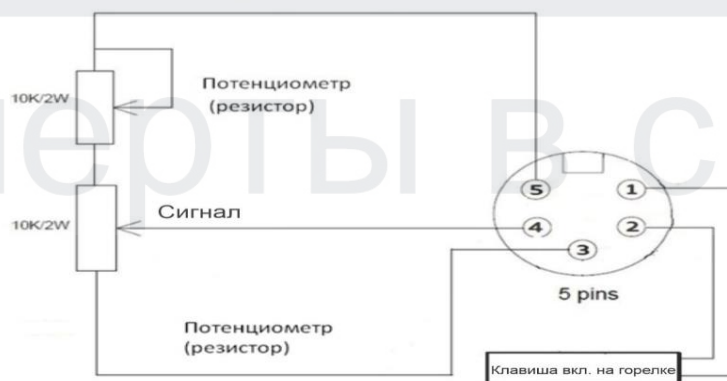 Потенциометр
(резистор)
10K/2W
Сигнал
10K/2W
5
1
4
2
3
5 pins
Потенциометр
(резистор)
Клавиша вкл. на горелке
ерты в с